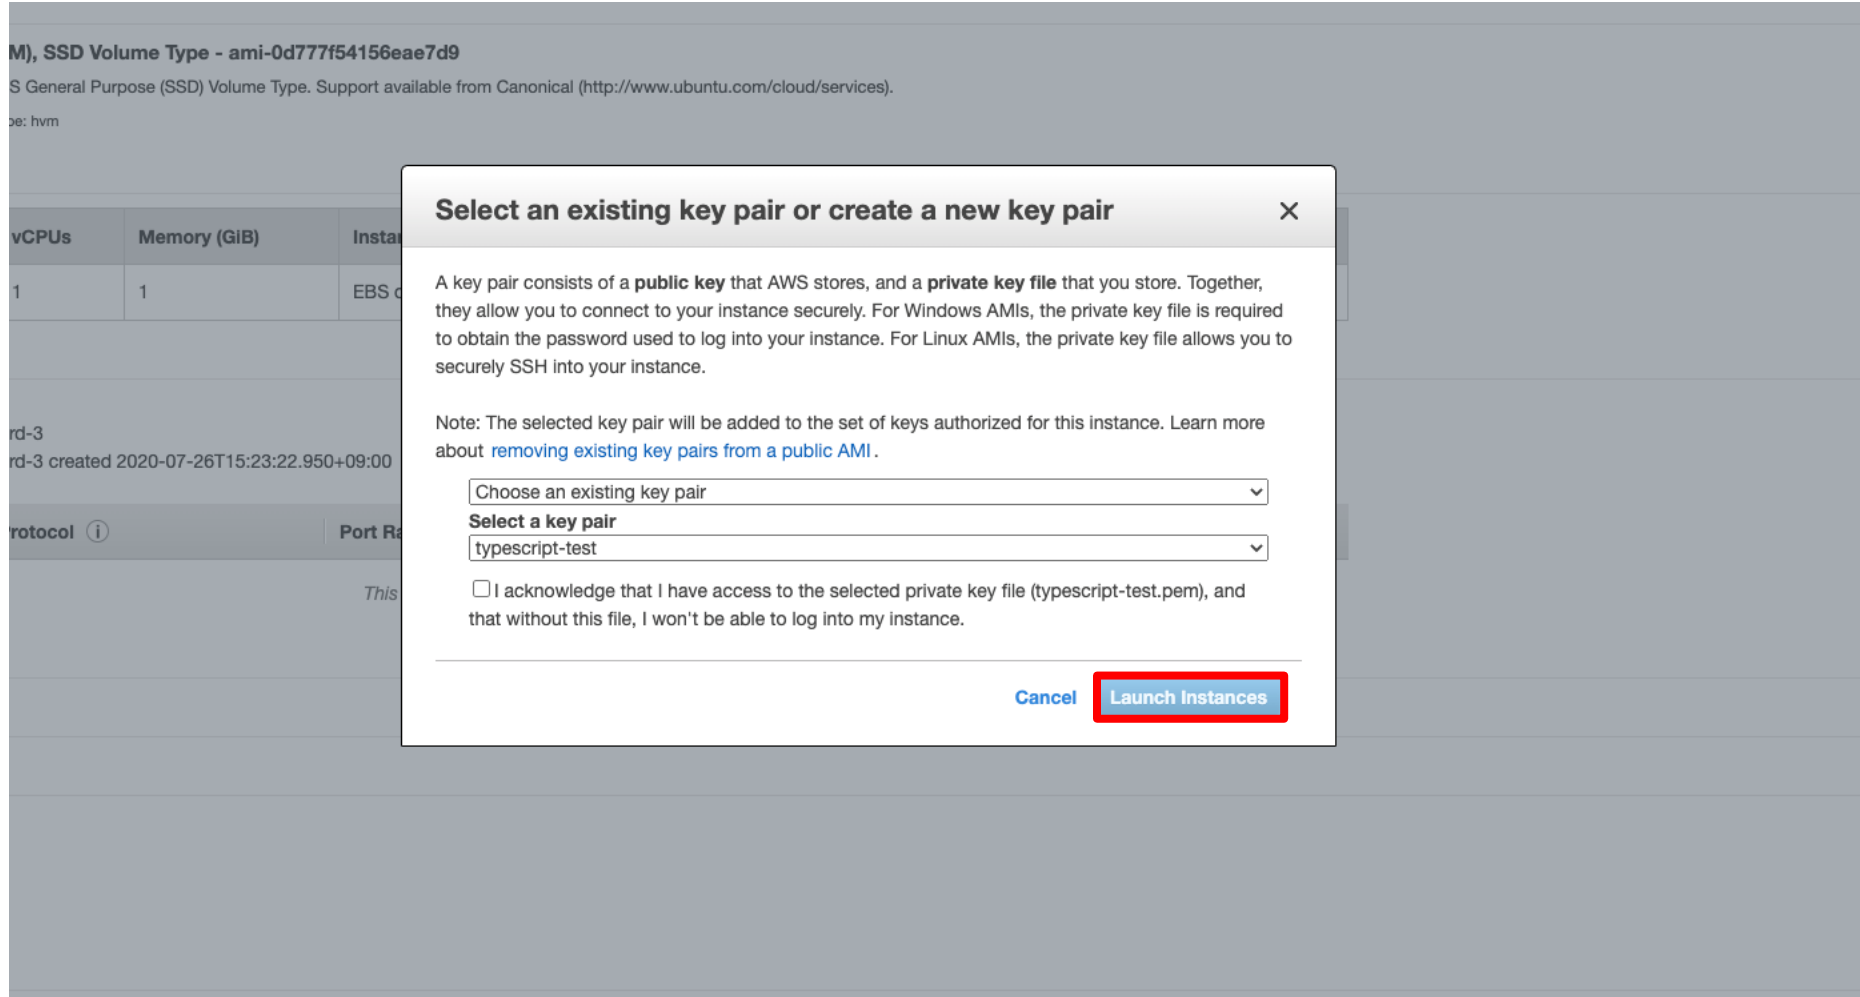 M), SSD Volume Type - ami-0d777f54156eae7d9
S General Purpose (SSD) Volume Type. Support available from Canonical (http://www.ubuntu.com/cloud/services).
pe: hvm
Select an existing key pair or create a new key pair
vCPUs Memory (GiB) Instan
1 1 EBS o
A key pair consists of a public key that AWS stores, and a private key file that you store. Together,
they allow you to connect to your instance securely. For Windows AMIs, the private key file is required
to obtain the password used to log into your instance. For Linux AMIs, the private key file allows you to
securely SSH into your instance.
Note: The selected key pair will be added to the set of keys authorized for this instance. Learn more
about removing existing key pairs from a public AMI.
rd-3
rd-3 created 2020-07-26T15:23:22.950+09:00
Choose an existing key pair
Select a key pair
typescript-test
rotocol Port Ra
This
I acknowledge that I have access to the selected private key file (typescript-test.pem), and
that without this file, I won't be able to log into my instance.
Cancel Launch Instances